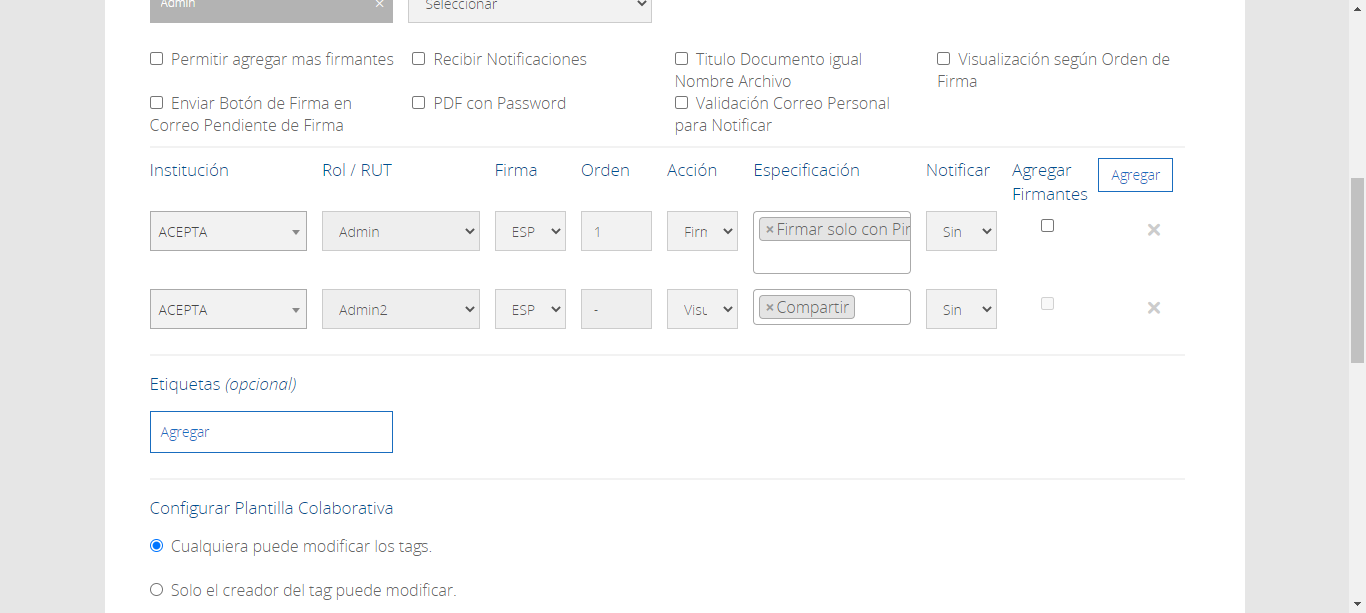 Admin ×
Seleccionar
Permitir agregar mas firmantes
Recibir Notificaciones
Titulo Documento igual
Nombre Archivo
Visualización según Orden de
Firma
Enviar Botón de Firma en
Correo Pendiente de Firma
PDF con Password
Validación Correo Personal
para Notificar
Institución Rol / RUT Firma Orden Acción Especificación Notificar Agregar Firmantes Agregar
ACEPTA Admin ESP 1 Firn × Firmar solo con Pir Sin ×
ACEPTA Admin2 ESP - Visu × Compartir Sin ×
Etiquetas (opcional)
Agregar
Configurar Plantilla Colaborativa
Cualquiera puede modificar los tags.
Solo el creador del tag puede modificar.